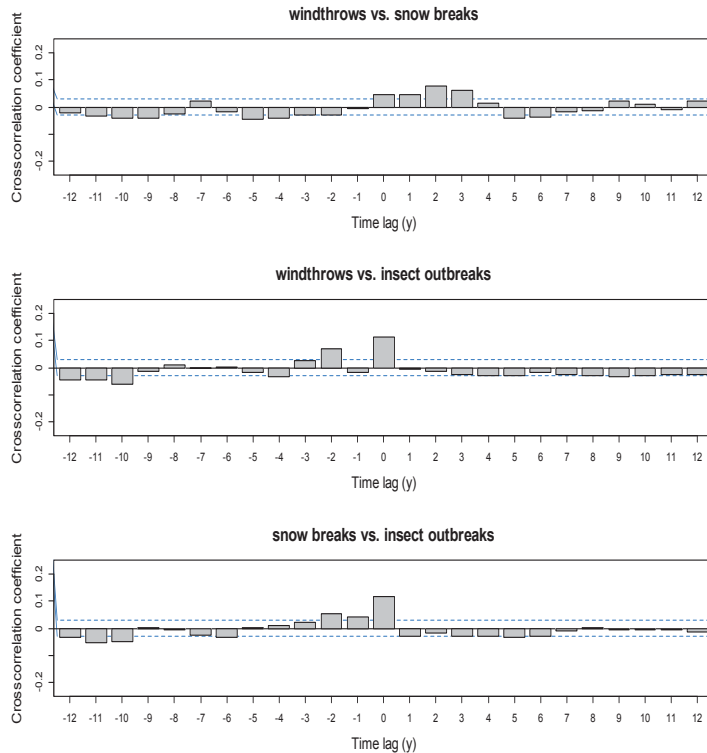 windthrows vs. snow breaks
Crosscorrelation coefficient
0.2
0.1
0
-0.2
-12 -11 -10 -9 -8 -7 -6 -5 -4 -3 -2 -1 0 1 2 3 4 5 6 7 8 9 10 11 12
Time lag (y)
windthrows vs. insect outbreaks
Crosscorrelation coefficient
0.2
0.1
0
-0.2
-12 -11 -10 -9 -8 -7 -6 -5 -4 -3 -2 -1 0 1 2 3 4 5 6 7 8 9 10 11 12
Time lag (y)
snow breaks vs. insect outbreaks
Crosscorrelation coefficient
0.2
0.1
0
-0.2
-12 -11 -10 -9 -8 -7 -6 -5 -4 -3 -2 -1 0 1 2 3 4 5 6 7 8 9 10 11 12
Time lag (y)